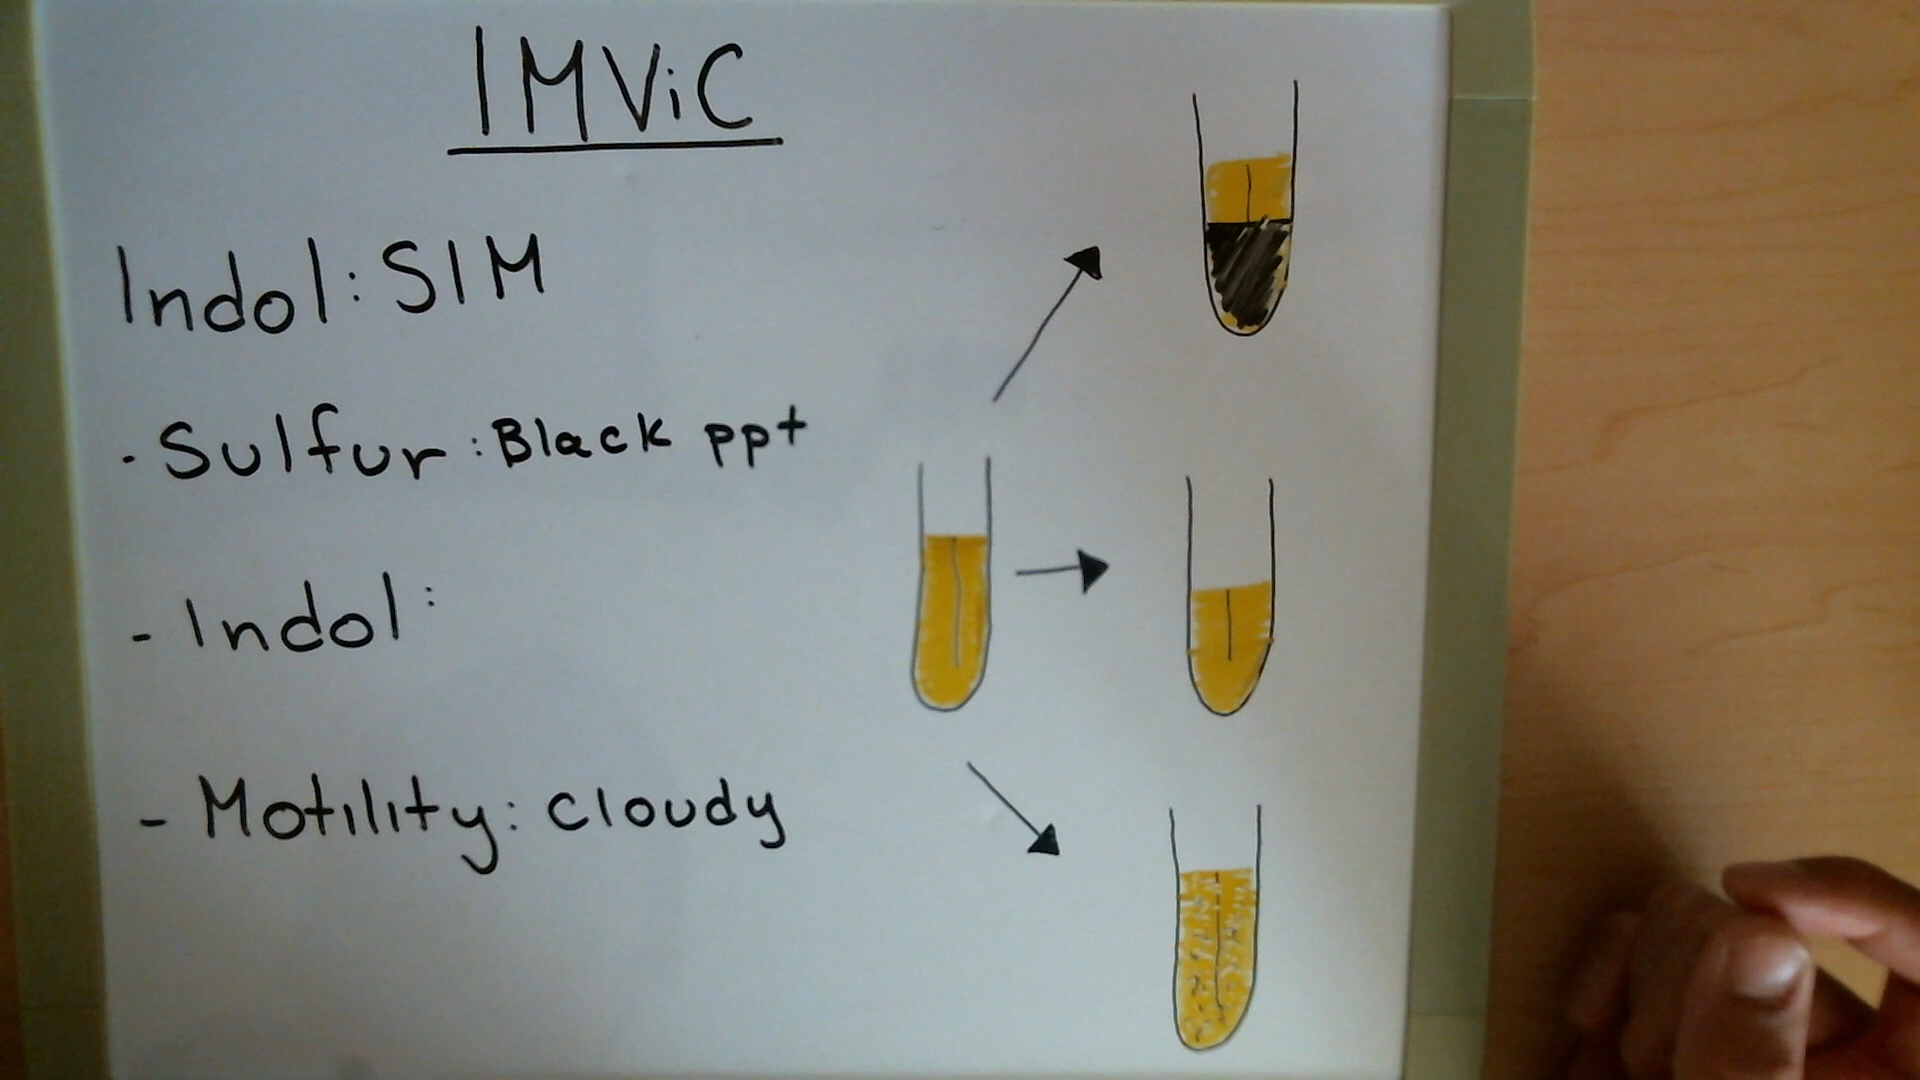 IMViC
Indol: SIM
- Sulfur: Black ppt
- Indol:
- Motility: cloudy